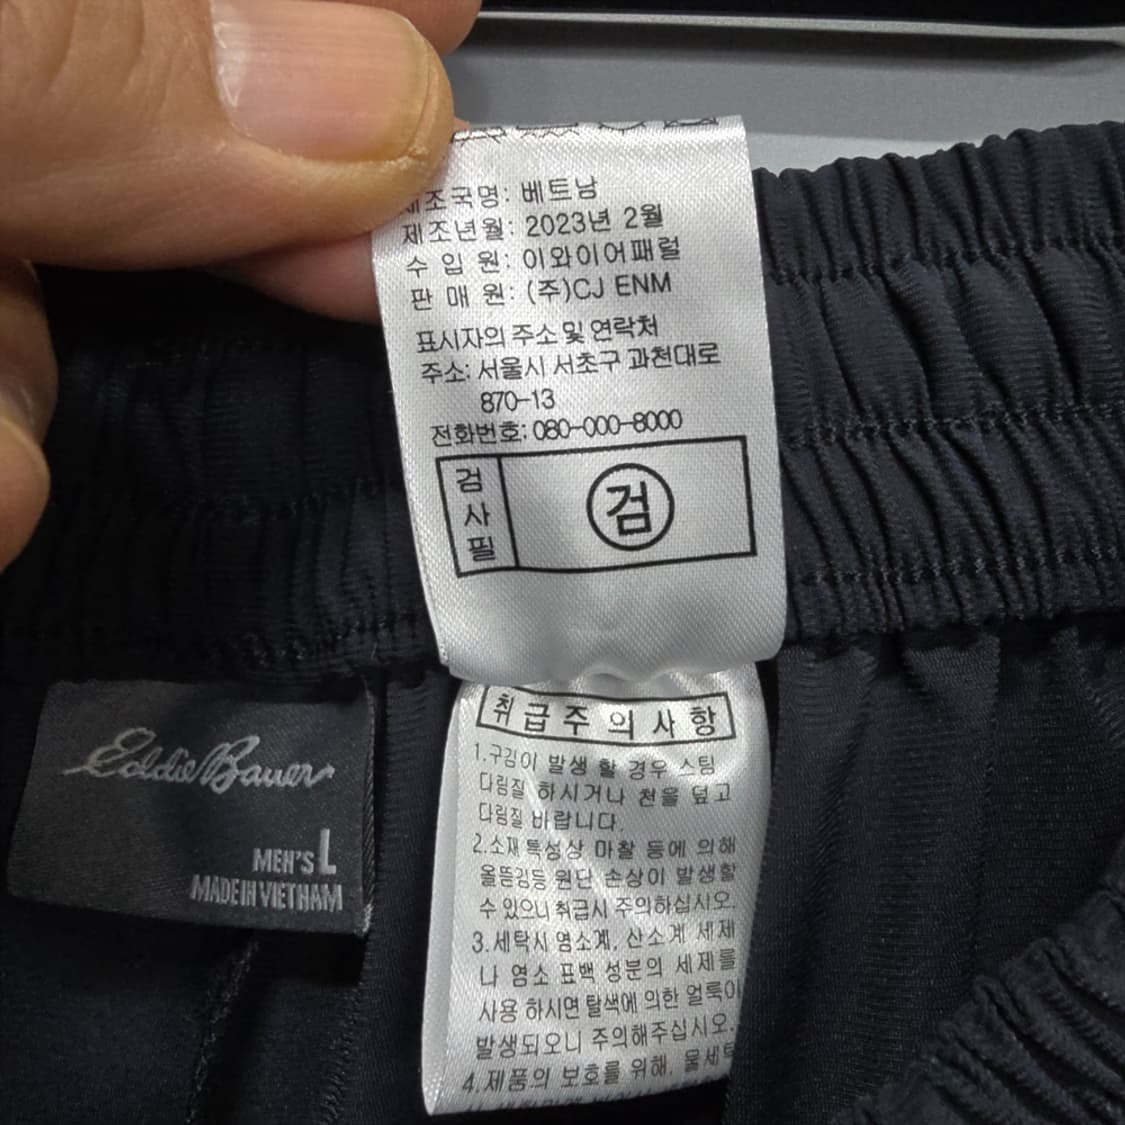 제조국명: 베트남
제조년월: 2023년 2월
수 입 원: 이와이어패럴
판 매 원: (주)CJ ENM
표시자의 주소 및 연락처
주소: 서울시 서초구 과천대로
870-13
전화번호: 080-000-8000
검사필
검
취급주의사항
1.구김이 발생 할 경우 스팀
다림질 하시거나 천을 덮고
다림질 바랍니다.
2.소재 특성상 마찰 등에 의해
올뜯김등 원단 손상이 발생할
수 있으니 취급시 주의하십시오.
3.세탁시 염소계, 산소계 세제
나 염소 표백 성분의 세제를
사용 하시면 탈색에 의한 얼룩이
발생되오니 주의해주십시오.
4.제품의 보호를 위해, 물세탁
Eddie Bauer
MEN'S L
MADE IN VIETNAM